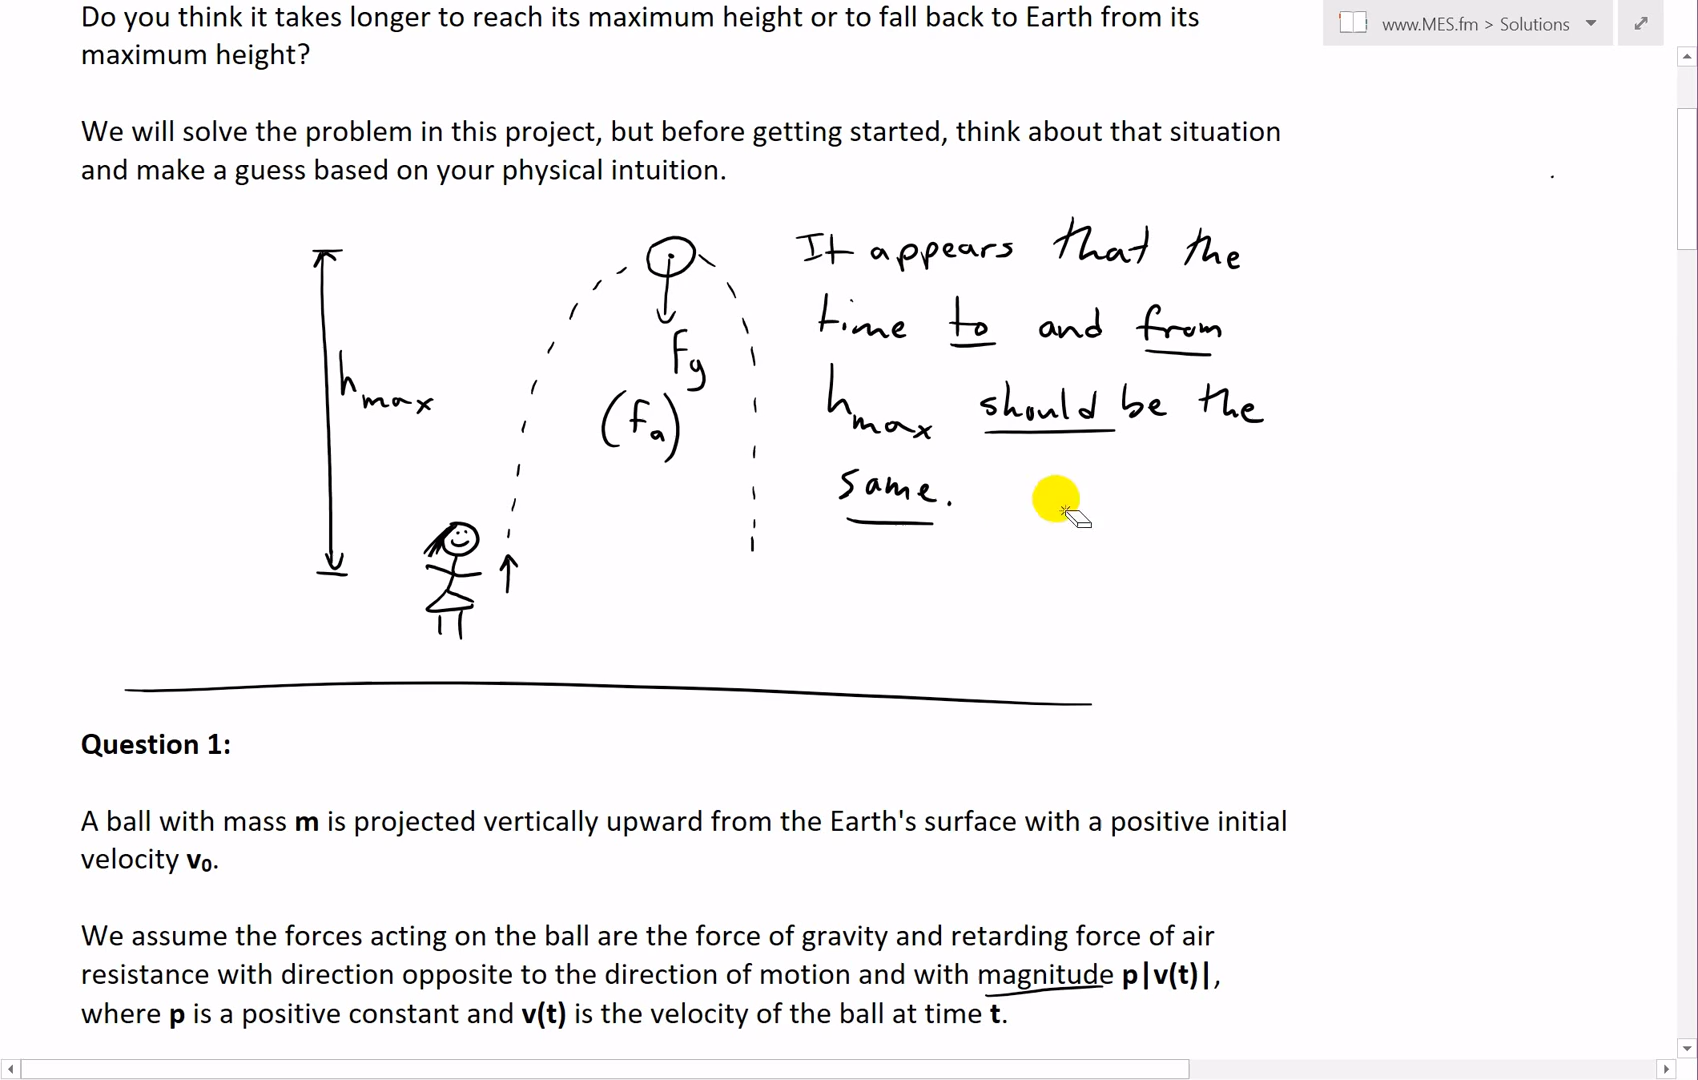 Do you think it takes longer to reach its maximum height or to fall back to Earth from its
maximum height?
www.MES.fm > Solutions
We will solve the problem in this project, but before getting started, think about that situation
and make a guess based on your physical intuition.
It appears that the
time to and from
hmax should be the
same.
hmax
Fg
(Fa)
Question 1:
A ball with mass m is projected vertically upward from the Earth's surface with a positive initial
velocity v₀.
We assume the forces acting on the ball are the force of gravity and retarding force of air
resistance with direction opposite to the direction of motion and with magnitude p|v(t)|,
where p is a positive constant and v(t) is the velocity of the ball at time t.